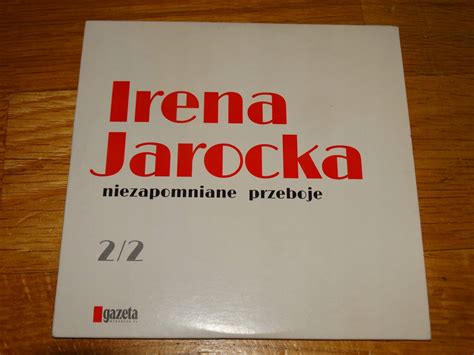 Irena
Jarocka
niezapomniane przeboje
2/2
gazeta